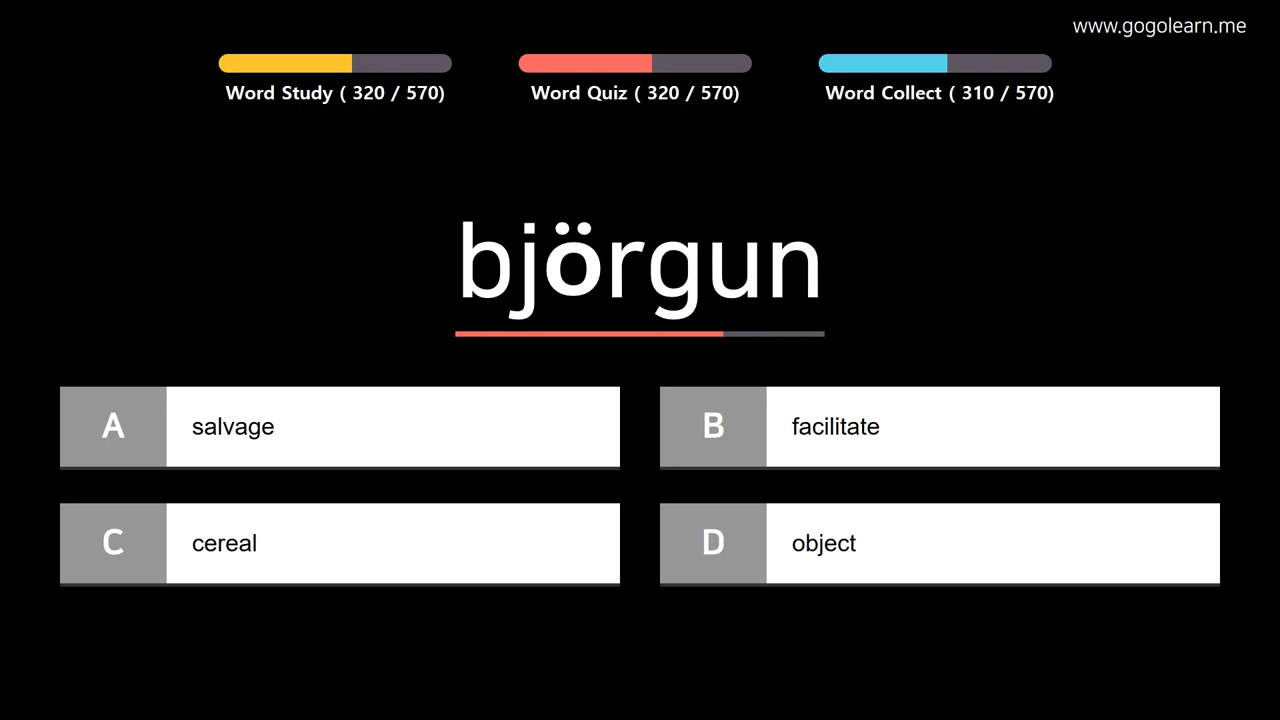 www.gogolearn.me
Word Study ( 320 / 570)
Word Quiz ( 320 / 570)
Word Collect ( 310 / 570)
björgun
A salvage
B facilitate
C cereal
D object